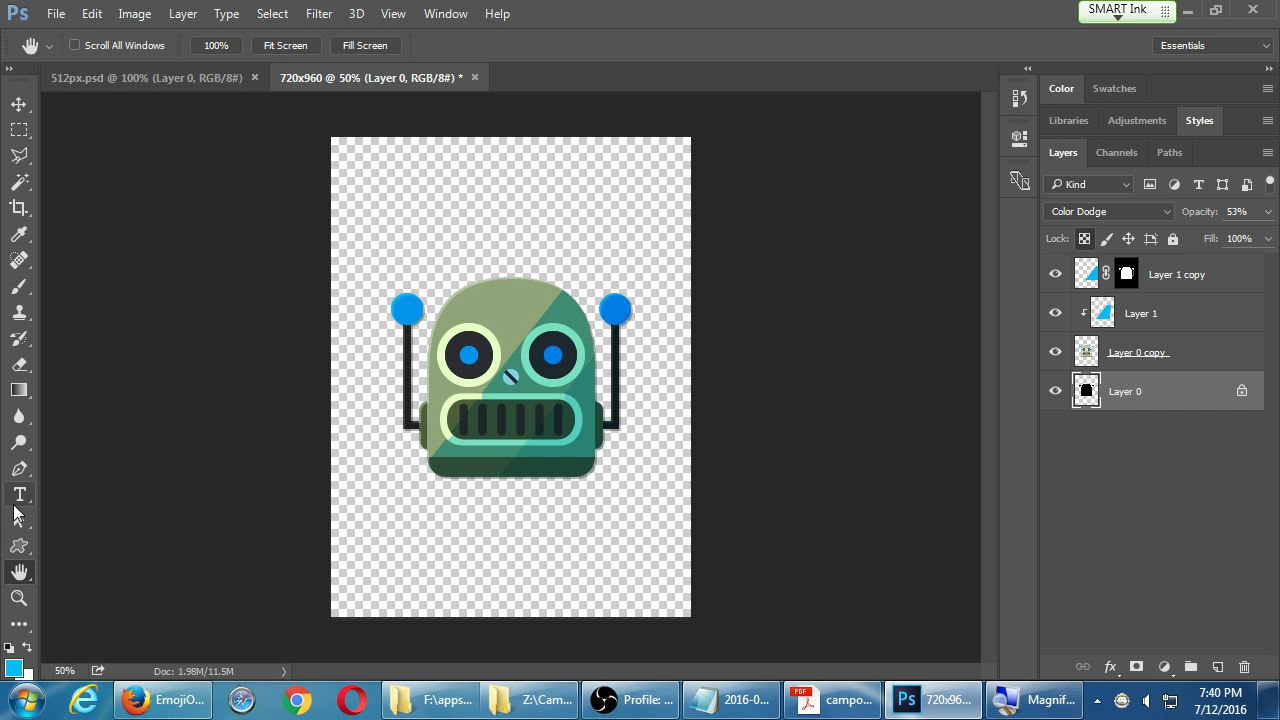 Ps File Edit Image Layer Type Select Filter 3D View Window Help SMART Ink
Scroll All Windows 100% Fit Screen Fill Screen Essentials
512px.psd @ 100% (Layer 0, RGB/8#) 720x960 @ 50% (Layer 0, RGB/8#) *
Color Swatches
Libraries Adjustments Styles
Layers Channels Paths
Kind
Color Dodge Opacity: 53%
Lock: Fill: 100%
Layer 1 copy
Layer 1
Layer 0 copy
Layer 0
50% Doc: 1.98M/11.5M
EmojiO... F:\apps... Z:\Cam... Profile: ... 2016-0... PDF campo... Ps 720x96... Magnif... 7:40 PM
7/12/2016